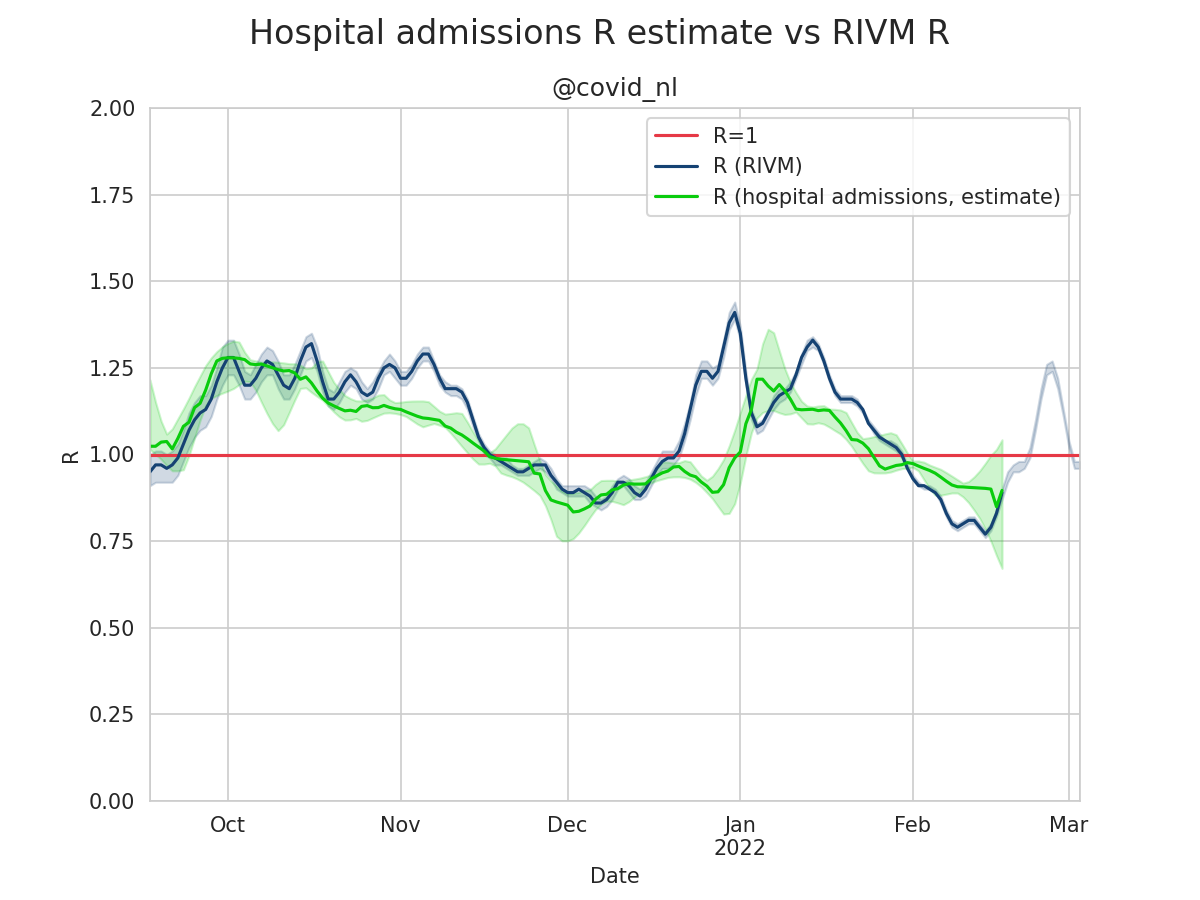 Hospital admissions R estimate vs RIVM R
@covid_nl
R=1
R (RIVM)
R (hospital admissions, estimate)
2.00
1.75
1.50
1.25
1.00
0.75
0.50
0.25
0.00
R
Oct
Nov
Dec
Jan
2022
Feb
Mar
Date